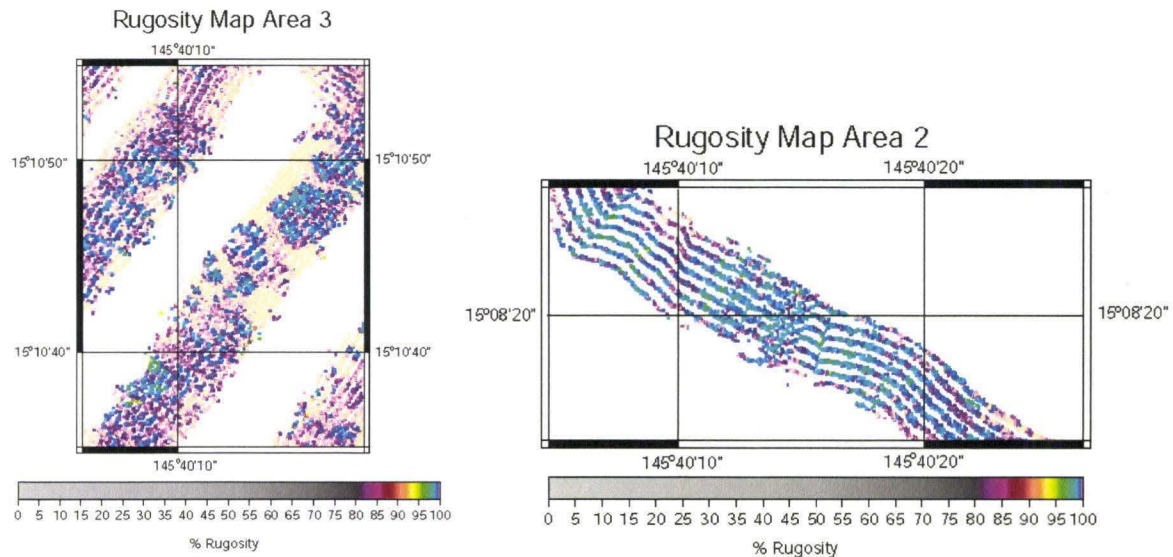 Rugosity Map Area 3
145°40'10"
15°10'50" 15°10'50"
15°10'40" 15°10'40"
145°40'10"
0 5 10 15 20 25 30 35 40 45 50 55 60 65 70 75 80 85 90 95 100
% Rugosity
Rugosity Map Area 2
145°40'10" 145°40'20"
15°08'20" 15°08'20"
145°40'10" 145°40'20"
0 5 10 15 20 25 30 35 40 45 50 55 60 65 70 75 80 85 90 95 100
% Rugosity